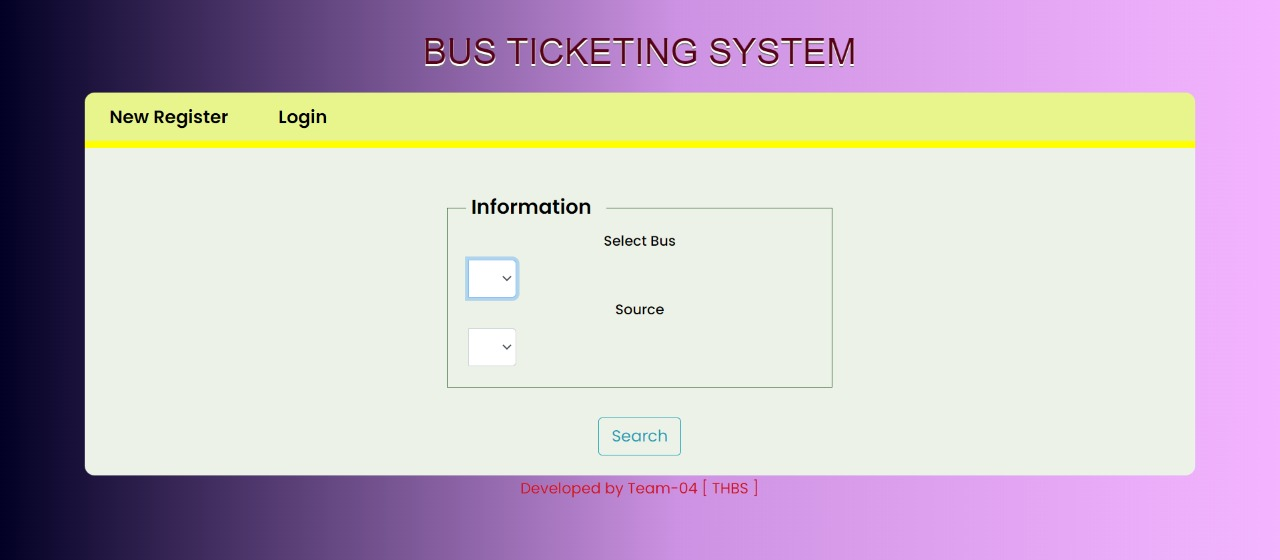 BUS TICKETING SYSTEM
New Register Login
Information
Select Bus
Source
Search
Developed by Team-04 [ THBS ]